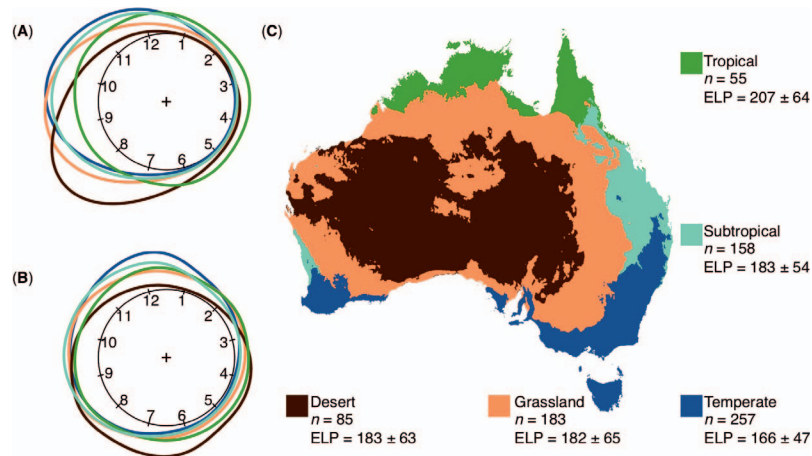 (A)
12
1
2
3
4
5
6
7
8
9
10
11
(B)
12
1
2
3
4
5
6
7
8
9
10
11
(C)
Tropical
n = 55
ELP = 207 ± 64
Subtropical
n = 158
ELP = 183 ± 54
Desert
n = 85
ELP = 183 ± 63
Grassland
n = 183
ELP = 182 ± 65
Temperate
n = 257
ELP = 166 ± 47